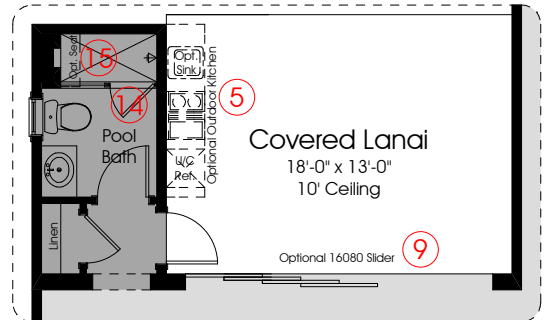 Opt. Seat
15
14
Pool
Bath
Linen
Opt.
Sink
U/C
Ref.
Optional Outdoor Kitchen
5
Covered Lanai
18'-0" x 13'-0"
10' Ceiling
Optional 16080 Slider
9